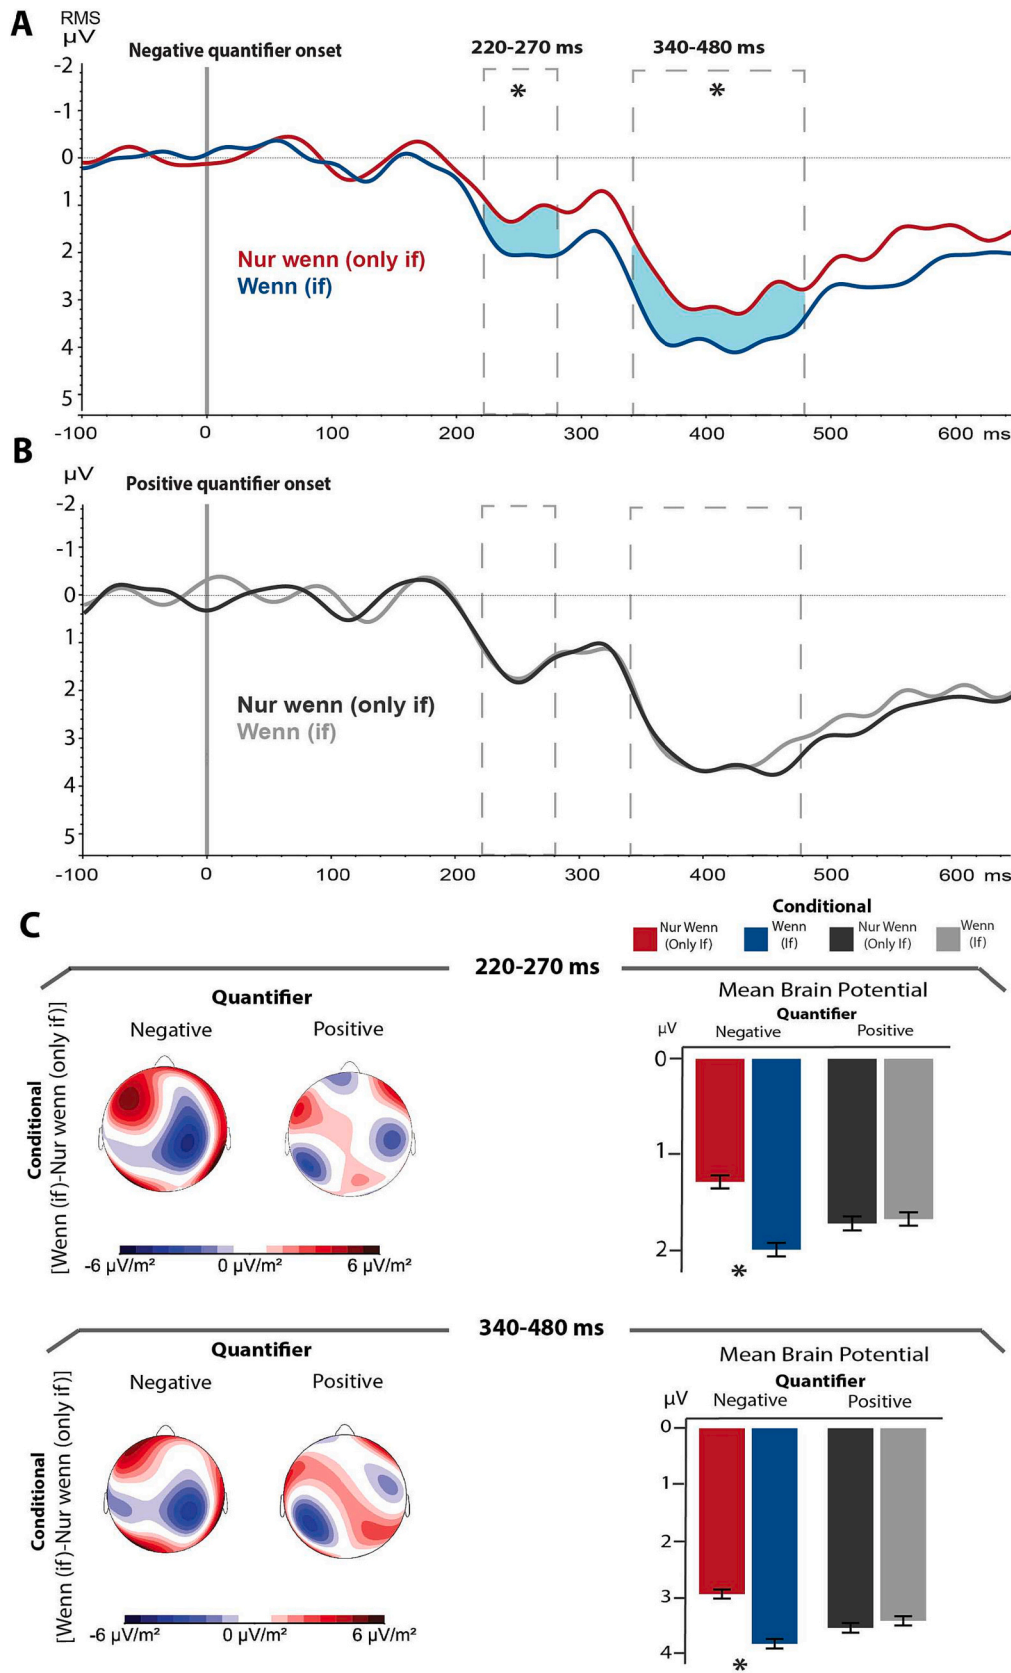 A
RMS
µV
Negative quantifier onset
220-270 ms
340-480 ms
*
*
-2
-1
0
1
2
3
4
5
Nur wenn (only if)
Wenn (if)
-100 0 100 200 300 400 500 600 ms
B
µV
Positive quantifier onset
-2
-1
0
1
2
3
4
5
Nur wenn (only if)
Wenn (if)
-100 0 100 200 300 400 500 600 ms
C
Conditional
Nur Wenn
(Only If)
Wenn
(If)
Nur Wenn
(Only If)
Wenn
(If)
220-270 ms
Quantifier
Negative Positive
Conditional
[Wenn (if)-Nur wenn (only if)]
-6 µV/m² 0 µV/m² 6 µV/m²
Mean Brain Potential
Quantifier
µV Negative Positive
0
1
2
*
340-480 ms
Quantifier
Negative Positive
Conditional
[Wenn (if)-Nur wenn (only if)]
-6 µV/m² 0 µV/m² 6 µV/m²
Mean Brain Potential
Quantifier
µV Negative Positive
0
1
2
3
4
*